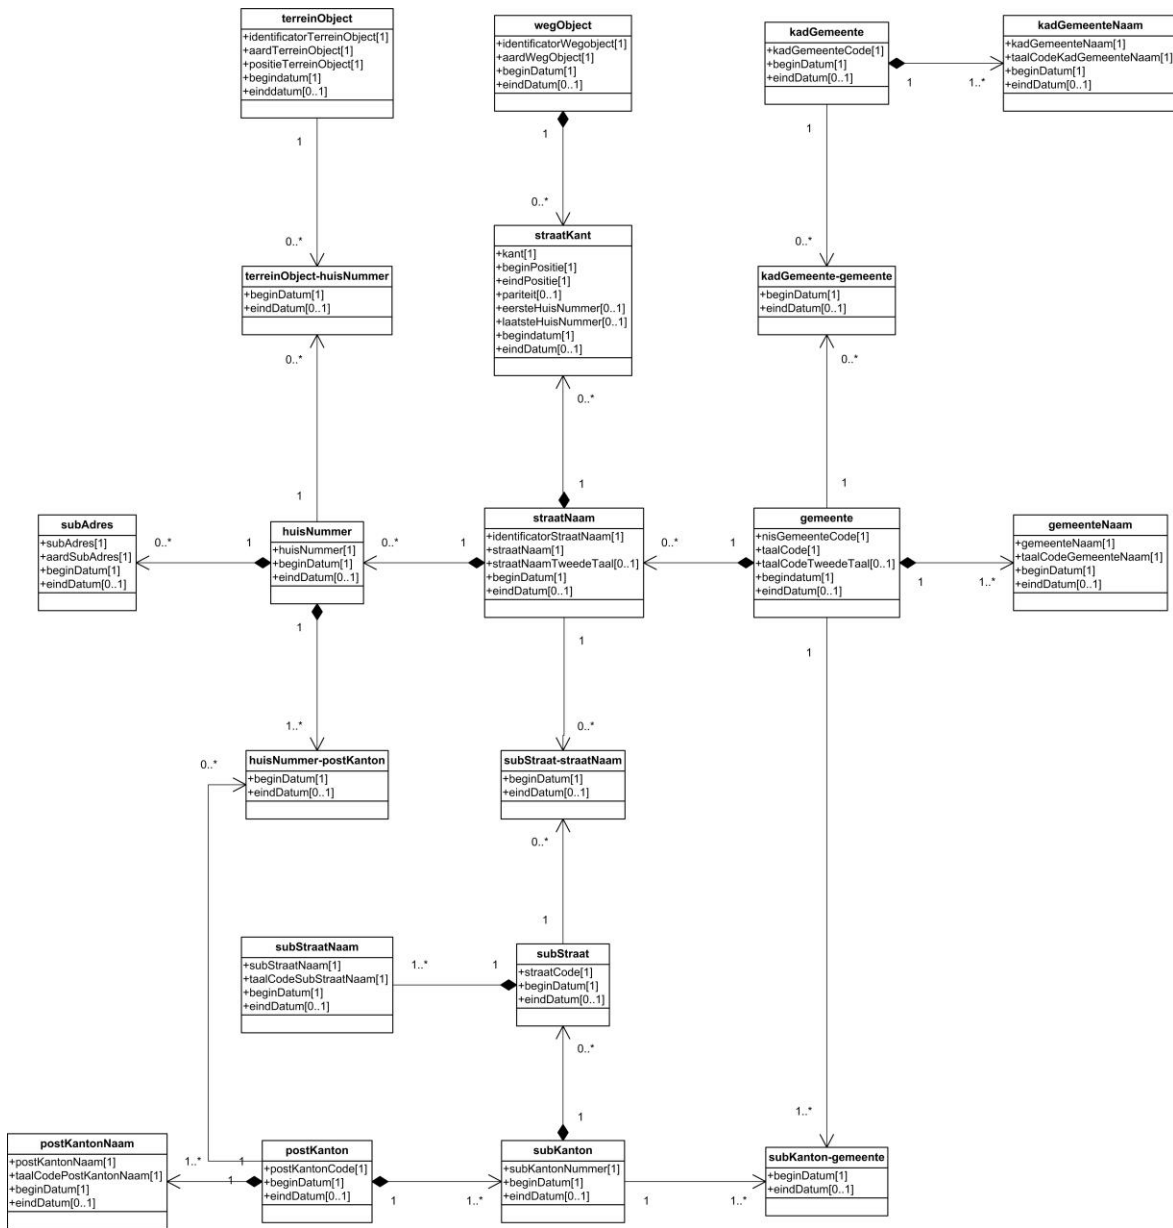 terreinObject
+identificatorTerreinObject[1]
+aardTerreinObject[1]
+positieTerreinObject[1]
+begindatum[1]
+einddatum[0..1]
wegObject
+identificatorWegobject[1]
+aardWegObject[1]
+beginDatum[1]
+eindDatum[0..1]
kadGemeente
+kadGemeenteCode[1]
+beginDatum[1]
+eindDatum[0..1]
kadGemeenteNaam
+kadGemeenteNaam[1]
+taalCodeKadGemeenteNaam[1]
+beginDatum[1]
+eindDatum[0..1]
1
1..*
1
1
1
0..*
0..*
0..*
terreinObject-huisNummer
+beginDatum[1]
+eindDatum[0..1]
straatKant
+kant[1]
+beginPositie[1]
+eindPositie[1]
+pariteit[0..1]
+eersteHuisNummer[0..1]
+laatsteHuisNummer[0..1]
+begindatum[1]
+eindDatum[0..1]
kadGemeente-gemeente
+beginDatum[1]
+eindDatum[0..1]
0..*
0..*
0..*
1
1
1
subAdres
+subAdres[1]
+aardSubAdres[1]
+beginDatum[1]
+eindDatum[0..1]
0..*
1
huisNummer
+huisNummer[1]
+beginDatum[1]
+eindDatum[0..1]
0..*
1
straatNaam
+identificatorStraatNaam[1]
+straatNaam[1]
+straatNaamTweedeTaal[0..1]
+beginDatum[1]
+eindDatum[0..1]
0..*
1
gemeente
+nisGemeenteCode[1]
+taalCode[1]
+taalCodeTweedeTaal[0..1]
+begindatum[1]
+eindDatum[0..1]
1
1..*
gemeenteNaam
+gemeenteNaam[1]
+taalCodeGemeenteNaam[1]
+beginDatum[1]
+eindDatum[0..1]
1
1
1
1..*
0..*
0..*
huisNummer-postKanton
+beginDatum[1]
+eindDatum[0..1]
subStraat-straatNaam
+beginDatum[1]
+eindDatum[0..1]
0..*
1
subStraatNaam
+subStraatNaam[1]
+taalCodeSubStraatNaam[1]
+beginDatum[1]
+eindDatum[0..1]
1..*
1
subStraat
+straatCode[1]
+beginDatum[1]
+eindDatum[0..1]
0..*
1
1..*
postKantonNaam
+postKantonNaam[1]
+taalCodePostKantonNaam[1]
+beginDatum[1]
+eindDatum[0..1]
1..*
1
1
postKanton
+postKantonCode[1]
+beginDatum[1]
+eindDatum[0..1]
1
1..*
subKanton
+subKantonNummer[1]
+beginDatum[1]
+eindDatum[0..1]
1
1..*
subKanton-gemeente
+beginDatum[1]
+eindDatum[0..1]